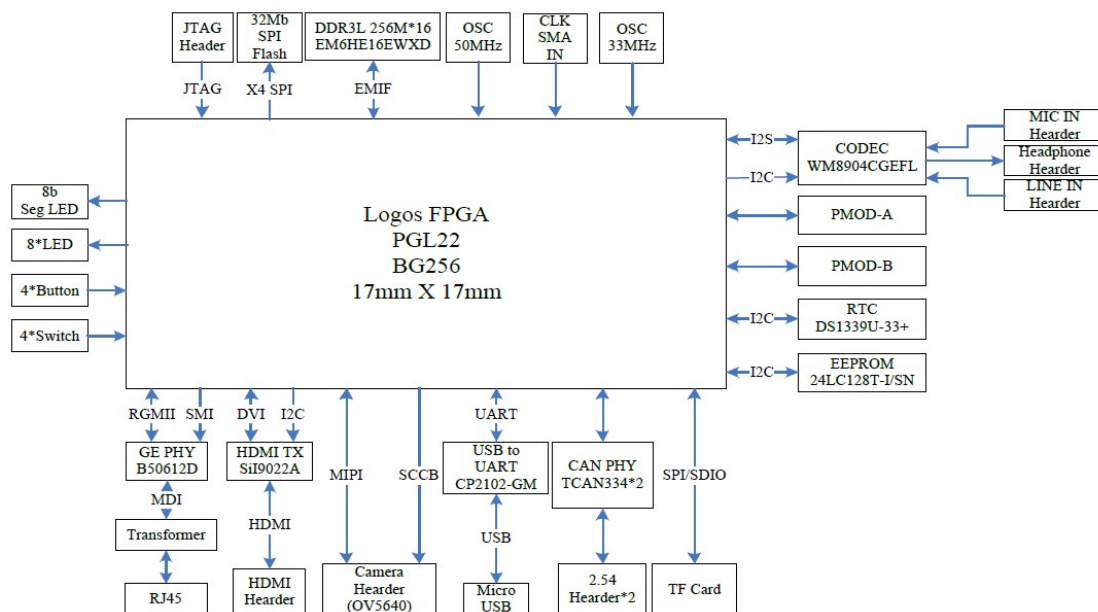 JTAG
Header
32Mb
SPI
Flash
DDR3L 256M*16
EM6HE16EWXD
OSC
50MHz
CLK
SMA
IN
OSC
33MHz
JTAG
X4 SPI
EMIF
MIC IN
Hearder
Headphone
Hearder
LINE IN
Hearder
I2S
I2C
CODEC
WM8904CGEFL
8b
Seg LED
8*LED
4*Button
4*Switch
Logos FPGA
PGL22
BG256
17mm X 17mm
PMOD-A
PMOD-B
I2C
RTC
DS1339U-33+
I2C
EEPROM
24LC128T-I/SN
RGMII
SMI
DVI
I2C
UART
GE PHY
B50612D
HDMI TX
SiI9022A
MIPI
SCCB
USB to
UART
CP2102-GM
CAN PHY
TCAN334*2
SPI/SDIO
MDI
Transformer
HDMI
USB
RJ45
HDMI
Hearder
Camera
Hearder
(OV5640)
Micro
USB
2.54
Hearder*2
TF Card